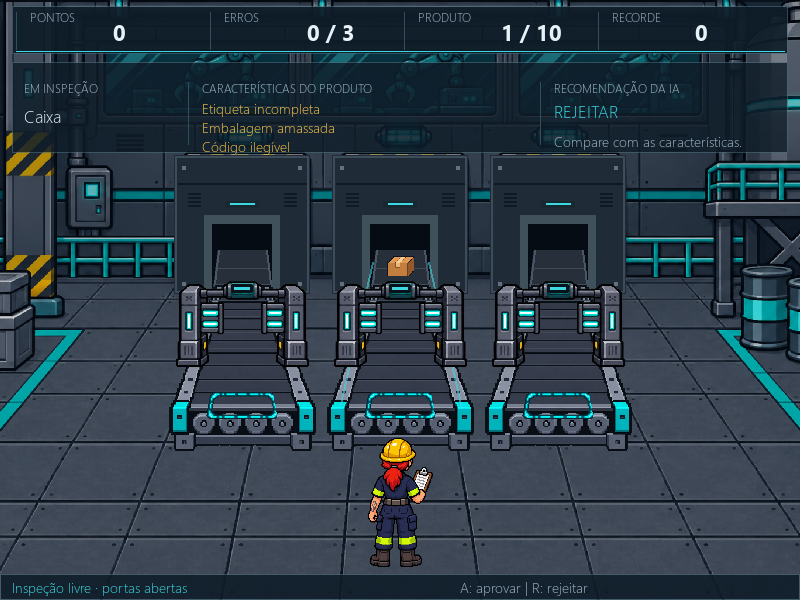 PONTOS
0
ERROS
0 / 3
PRODUTO
1 / 10
RECORDE
0
EM INSPEÇÃO
Caixa
CARACTERÍSTICAS DO PRODUTO
Etiqueta incompleta
Embalagem amassada
Código ilegível
RECOMENDAÇÃO DA IA
REJEITAR
Compare com as características.
Inspeção livre · portas abertas
A: aprovar | R: rejeitar